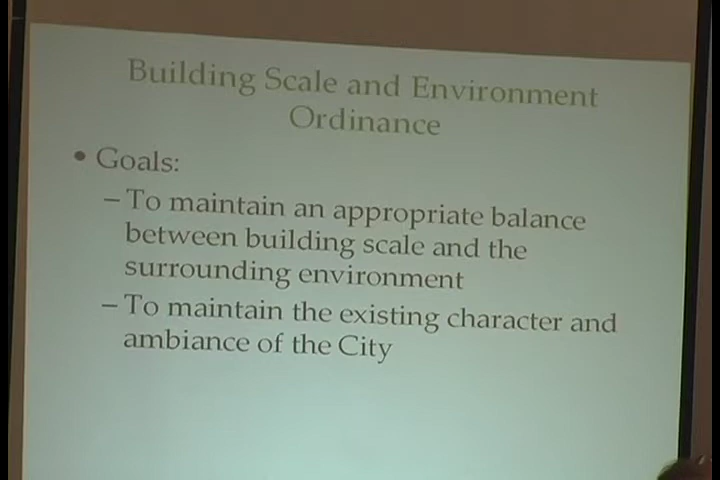 Building Scale and Environment
Ordinance
• Goals:
– To maintain an appropriate balance
between building scale and the
surrounding environment
– To maintain the existing character and
ambiance of the City